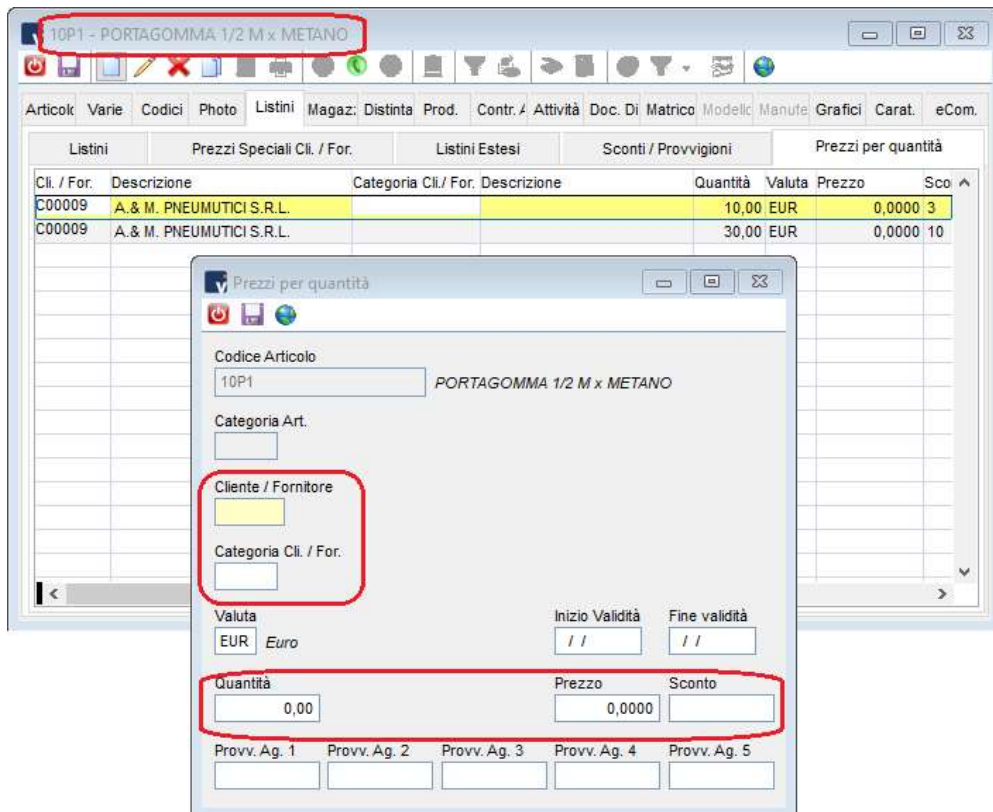 10P1 - PORTAGOMMA 1/2 M x METANO
Articolo Varie Codici Photo Listini Magaz: Distinta Prod. Contr. A Attività Doc. Di Matrico Modello Manute Grafici Carat. eCom.
Listini Prezzi Speciali Cli. / For. Listini Estesi Sconti / Provvigioni Prezzi per quantità
Cli. / For. Descrizione Categoria Cli./ For. Descrizione Quantità Valuta Prezzo Sco
C00009 A.& M. PNEUMUTICI S.R.L. 10,00 EUR 0,0000 3
C00009 A.& M. PNEUMUTICI S.R.L. 30,00 EUR 0,0000 10
Prezzi per quantità
Codice Articolo
10P1 PORTAGOMMA 1/2 M x METANO
Categoria Art.
Cliente / Fornitore
Categoria Cli. / For.
Valuta Inizio Validità Fine validità
EUR Euro / / / /
Quantità Prezzo Sconto
0,00 0,0000
Provv. Ag. 1 Provv. Ag. 2 Provv. Ag. 3 Provv. Ag. 4 Provv. Ag. 5